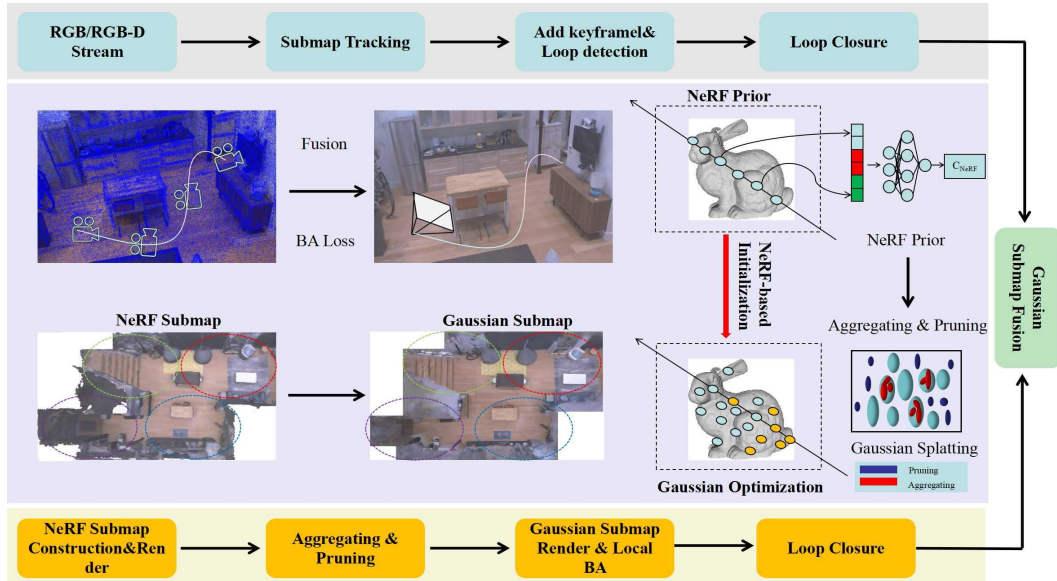 RGB/RGB-D
Stream
Submap Tracking
Add keyframel&
Loop detection
Loop Closure
NeRF Prior
Fusion
BA Loss
C_NeRF
NeRF Prior
NeRF-based
Initialization
Gaussian
Submap Fusion
NeRF Submap
Gaussian Submap
Aggregating & Pruning
Gaussian Splatting
Pruning
Aggregating
Gaussian Optimization
NeRF Submap
Construction&Ren
der
Aggregating &
Pruning
Gaussian Submap
Render & Local
BA
Loop Closure